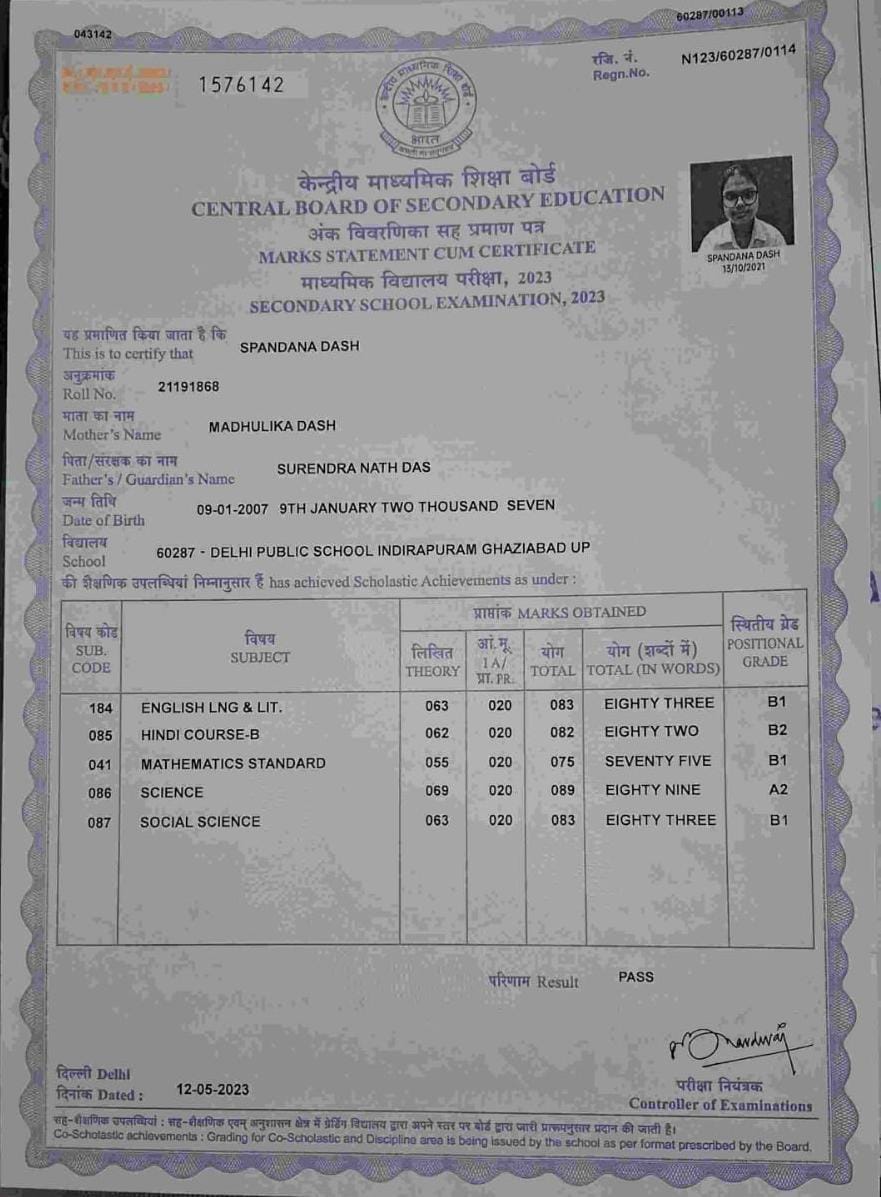 60287/00113
043142
1576142
रजि. नं. N123/60287/0114
Regn.No.
भारत
केन्द्रीय माध्यमिक शिक्षा बोर्ड
CENTRAL BOARD OF SECONDARY EDUCATION
अंक विवरणिका सह प्रमाण पत्र
MARKS STATEMENT CUM CERTIFICATE
माध्यमिक विद्यालय परीक्षा, 2023
SECONDARY SCHOOL EXAMINATION, 2023
SPANDANA DASH
13/10/2021
यह प्रमाणित किया जाता है कि
This is to certify that SPANDANA DASH
अनुक्रमांक
Roll No. 21191868
माता का नाम
Mother's Name MADHULIKA DASH
पिता/संरक्षक का नाम
Father's / Guardian's Name SURENDRA NATH DAS
जन्म तिथि
Date of Birth 09-01-2007 9TH JANUARY TWO THOUSAND SEVEN
विद्यालय
School 60287 - DELHI PUBLIC SCHOOL INDIRAPURAM GHAZIABAD UP
की शैक्षणिक उपलब्धियां निम्नानुसार हैं has achieved Scholastic Achievements as under :
विषय कोड SUB. CODE
विषय SUBJECT
प्राप्तांक MARKS OBTAINED
लिखित THEORY
आं.मू. I A/ प्रा. PR.
योग TOTAL
योग (शब्दों में) TOTAL (IN WORDS)
स्थितीय ग्रेड POSITIONAL GRADE
184 ENGLISH LNG & LIT. 063 020 083 EIGHTY THREE B1
085 HINDI COURSE-B 062 020 082 EIGHTY TWO B2
041 MATHEMATICS STANDARD 055 020 075 SEVENTY FIVE B1
086 SCIENCE 069 020 089 EIGHTY NINE A2
087 SOCIAL SCIENCE 063 020 083 EIGHTY THREE B1
परिणाम Result PASS
दिल्ली Delhi
दिनांक Dated : 12-05-2023
परीक्षा नियंत्रक
Controller of Examinations
सह-शैक्षणिक उपलब्धियां : सह-शैक्षणिक एवम् अनुशासन क्षेत्र में ग्रेडिंग विद्यालय द्वारा अपने स्तर पर बोर्ड द्वारा जारी प्रारूपनुसार प्रदान की जाती है।
Co-Scholastic achievements : Grading for Co-Scholastic and Discipline area is being issued by the school as per format prescribed by the Board.